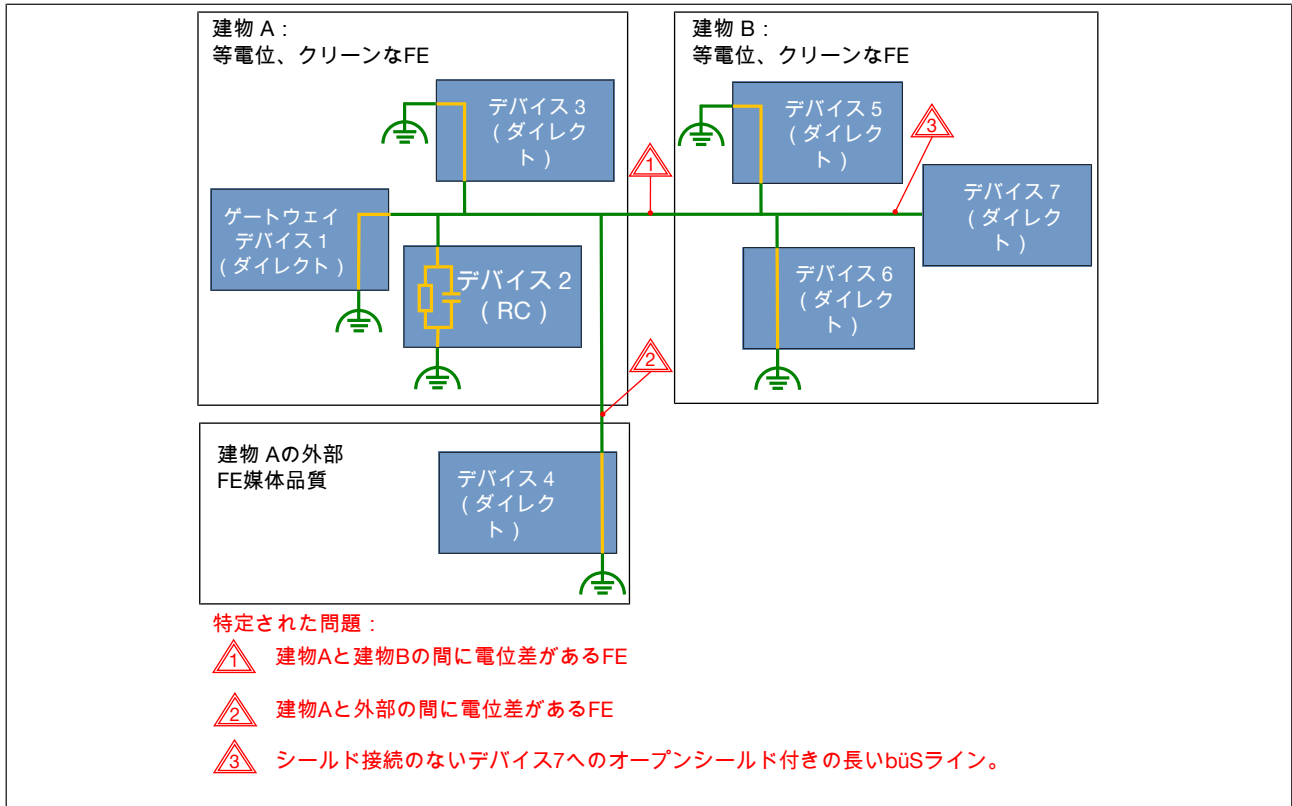 建物 A：
等電位、クリーンなFE
建物 B：
等電位、クリーンなFE
デバイス 3
（ダイレク
ト）
デバイス 5
（ダイレク
ト）
3
1
デバイス 7
（ダイレク
ト）
ゲートウェイ
デバイス 1
（ダイレクト）
デバイス 2
（RC）
デバイス 6
（ダイレク
ト）
2
建物 Aの外部
FE媒体品質
デバイス 4
（ダイレク
ト）
特定された問題：
1 建物Aと建物Bの間に電位差があるFE
2 建物Aと外部の間に電位差があるFE
3 シールド接続のないデバイス7へのオープンシールド付きの長いbüSライン。